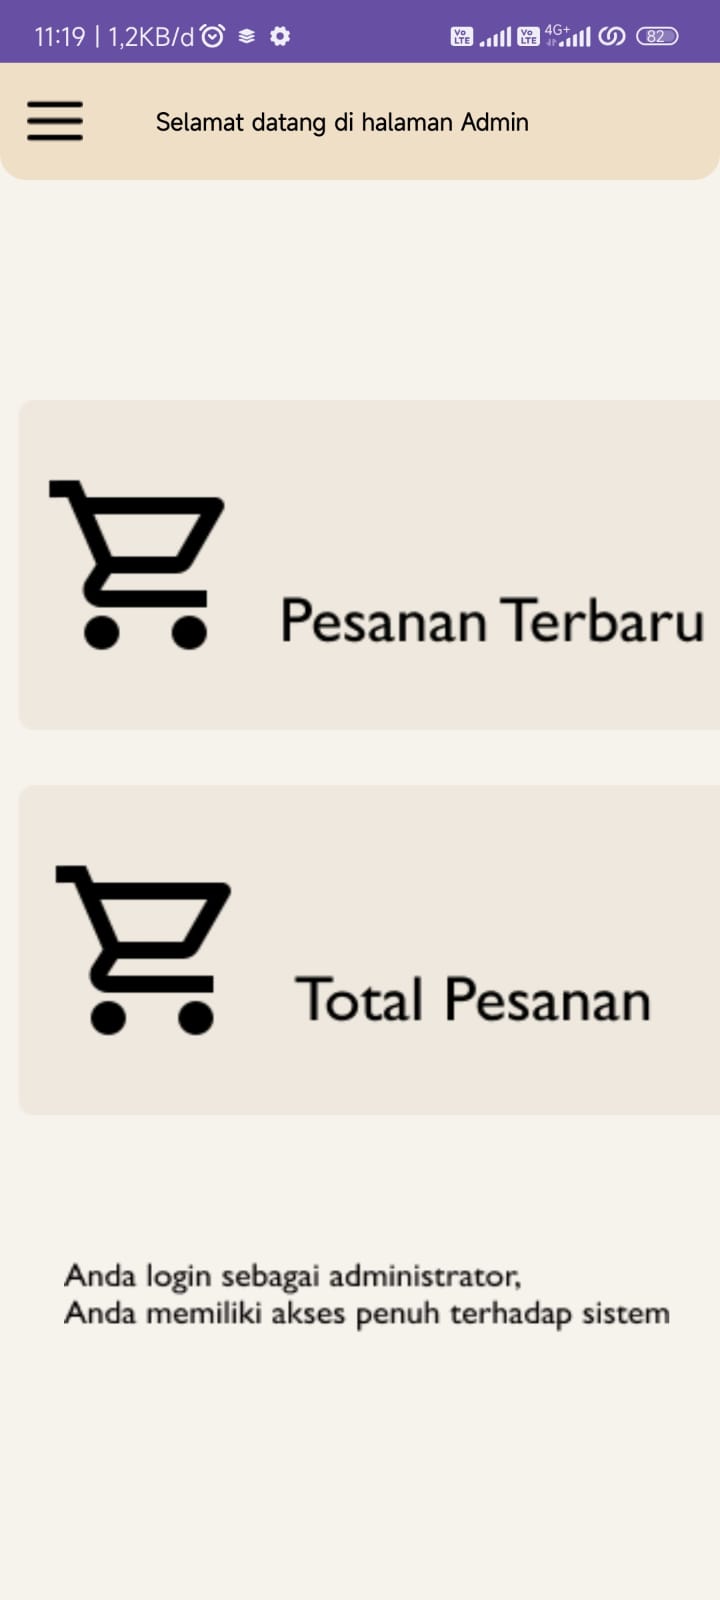 11:19 | 1,2KB/d
Vo LTE Vo LTE 4G+ 82
Selamat datang di halaman Admin
Pesanan Terbaru
Total Pesanan
Anda login sebagai administrator,
Anda memiliki akses penuh terhadap sistem